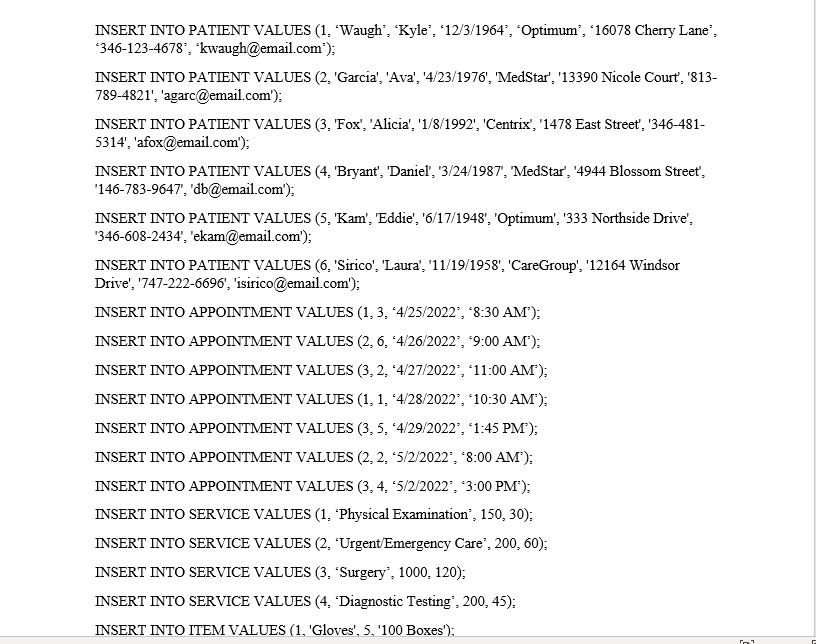 INSERT INTO PATIENT VALUES (1, ‘Waugh’, ‘Kyle’, ‘12/3/1964’, ‘Optimum’, ‘16078 Cherry Lane’,
‘346-123-4678’, ‘kwaugh@email.com’);
INSERT INTO PATIENT VALUES (2, 'Garcia', 'Ava', '4/23/1976', 'MedStar', '13390 Nicole Court', '813-
789-4821', 'agarc@email.com');
INSERT INTO PATIENT VALUES (3, 'Fox', 'Alicia', '1/8/1992', 'Centrix', '1478 East Street', '346-481-
5314', 'afox@email.com');
INSERT INTO PATIENT VALUES (4, 'Bryant', 'Daniel', '3/24/1987', 'MedStar', '4944 Blossom Street',
'146-783-9647', 'db@email.com');
INSERT INTO PATIENT VALUES (5, 'Kam', 'Eddie', '6/17/1948', 'Optimum', '333 Northside Drive',
'346-608-2434', 'ekam@email.com');
INSERT INTO PATIENT VALUES (6, 'Sirico', 'Laura', '11/19/1958', 'CareGroup', '12164 Windsor
Drive', '747-222-6696', 'isirico@email.com');
INSERT INTO APPOINTMENT VALUES (1, 3, ‘4/25/2022’, ‘8:30 AM’);
INSERT INTO APPOINTMENT VALUES (2, 6, ‘4/26/2022’, ‘9:00 AM’);
INSERT INTO APPOINTMENT VALUES (3, 2, ‘4/27/2022’, ‘11:00 AM’);
INSERT INTO APPOINTMENT VALUES (1, 1, ‘4/28/2022’, ‘10:30 AM’);
INSERT INTO APPOINTMENT VALUES (3, 5, ‘4/29/2022’, ‘1:45 PM’);
INSERT INTO APPOINTMENT VALUES (2, 2, ‘5/2/2022’, ‘8:00 AM’);
INSERT INTO APPOINTMENT VALUES (3, 4, ‘5/2/2022’, ‘3:00 PM’);
INSERT INTO SERVICE VALUES (1, ‘Physical Examination’, 150, 30);
INSERT INTO SERVICE VALUES (2, ‘Urgent/Emergency Care’, 200, 60);
INSERT INTO SERVICE VALUES (3, ‘Surgery’, 1000, 120);
INSERT INTO SERVICE VALUES (4, ‘Diagnostic Testing’, 200, 45);
INSERT INTO ITEM VALUES (1, 'Gloves', 5, '100 Boxes');